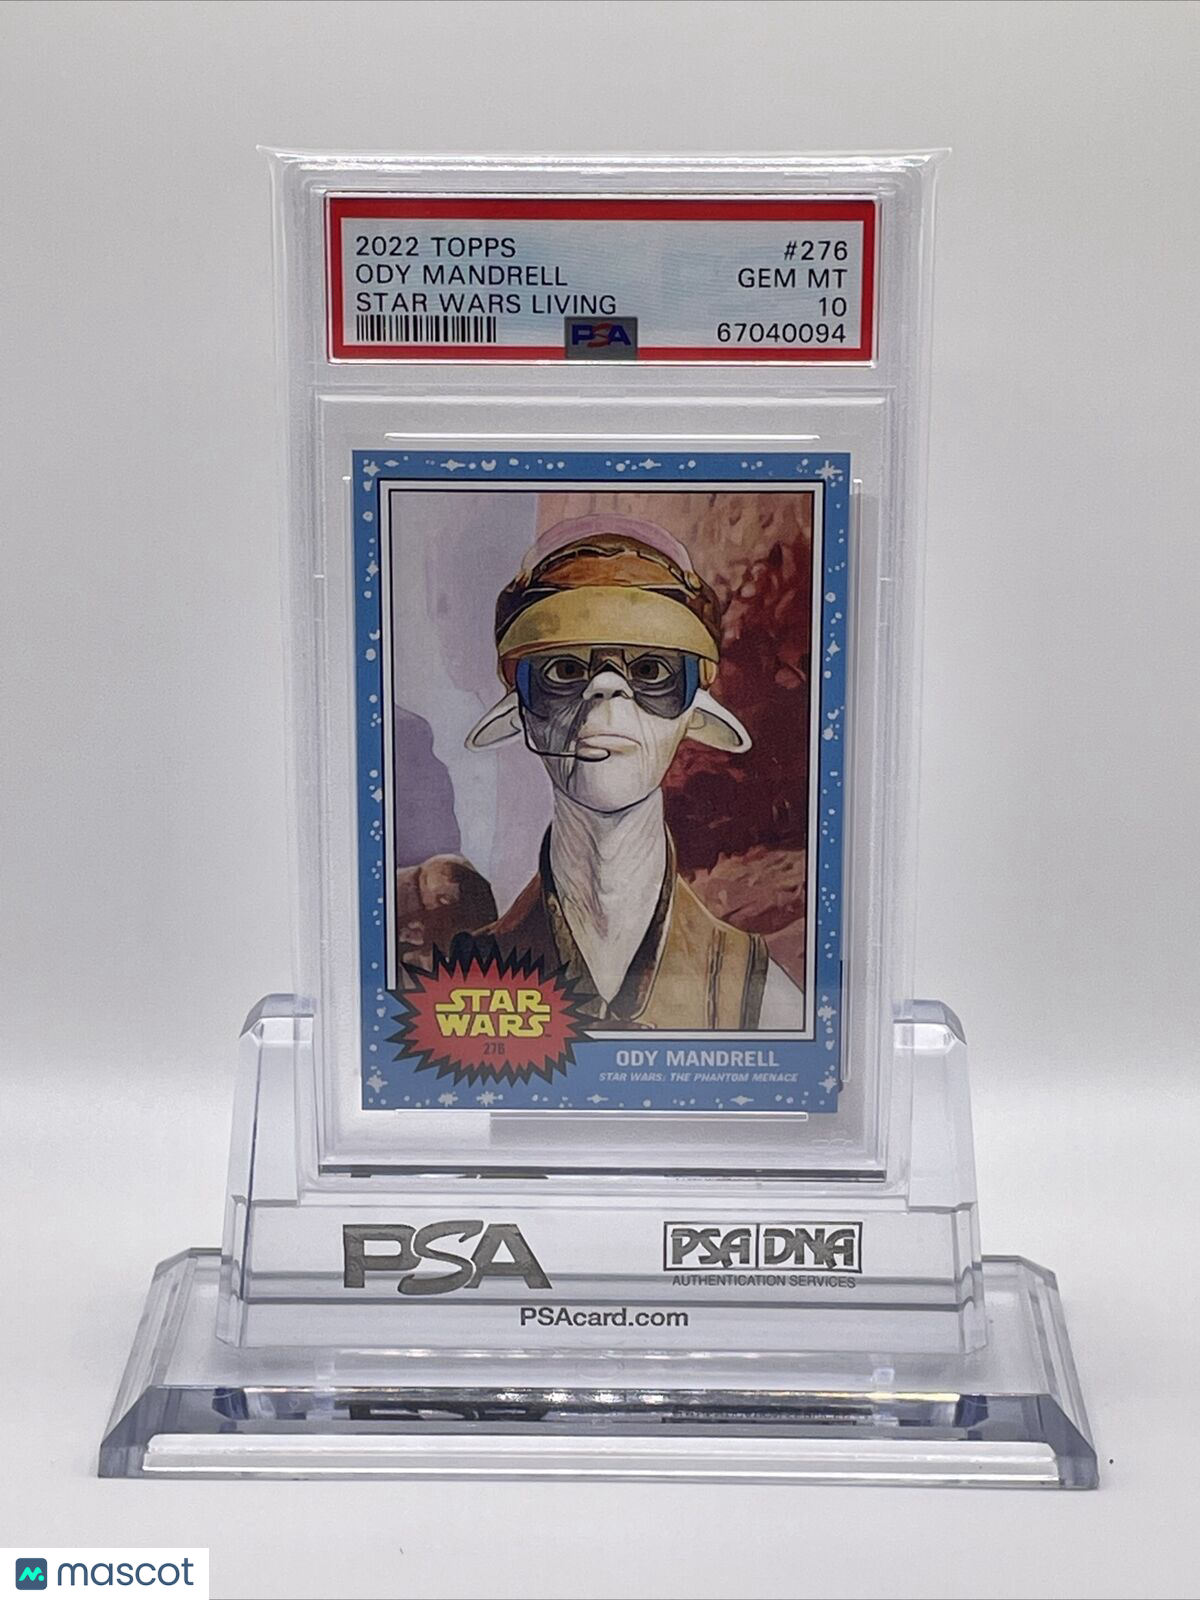 2022 TOPPS #276
ODY MANDRELL GEM MT
STAR WARS LIVING 10
PSA 67040094
STAR
WARS
276
ODY MANDRELL
STAR WARS: THE PHANTOM MENACE
PSA PSA DNA
AUTHENTICATION SERVICES
PSAcard.com
mascot